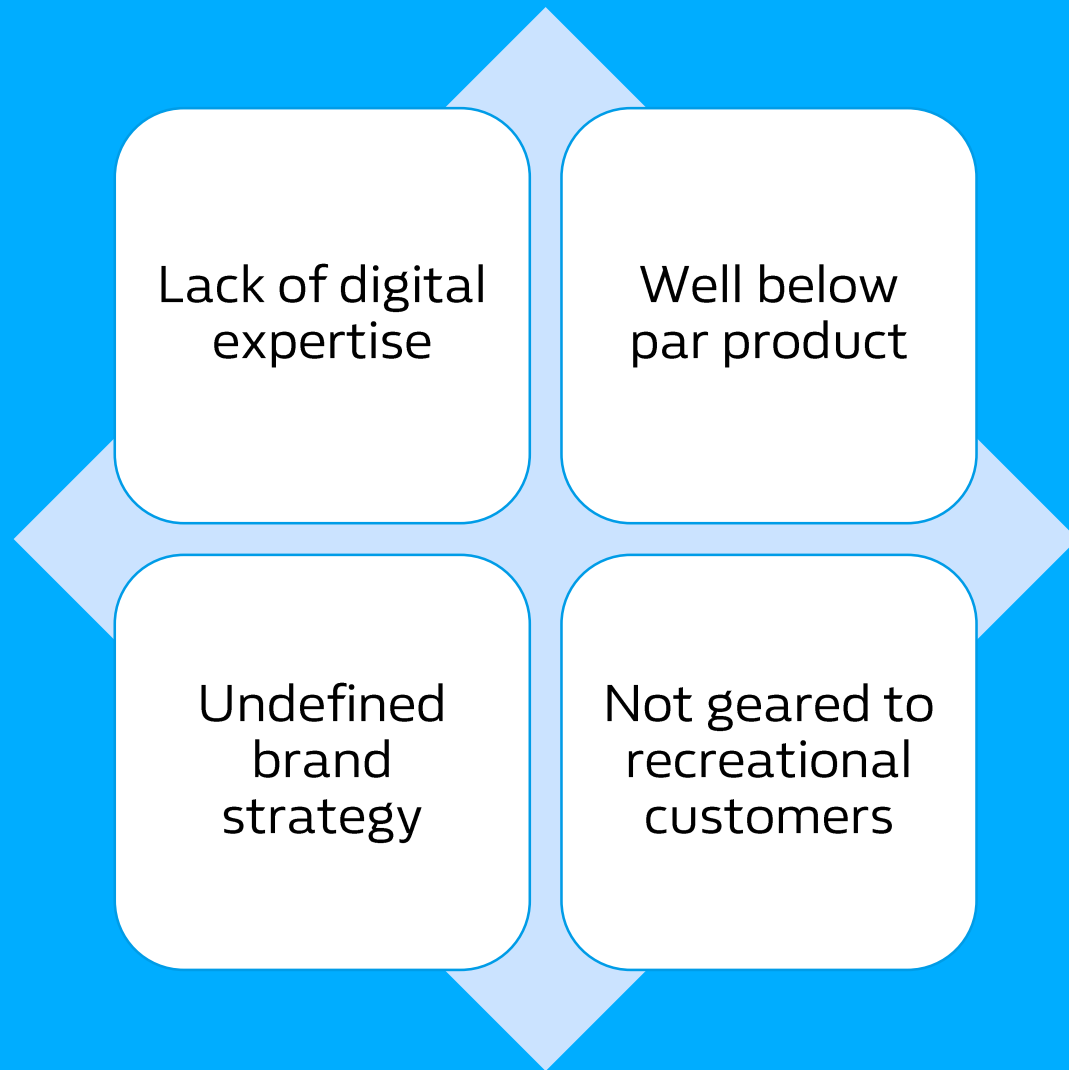 Lack of digital
expertise
Well below
par product
Undefined
brand
strategy
Not geared to
recreational
customers